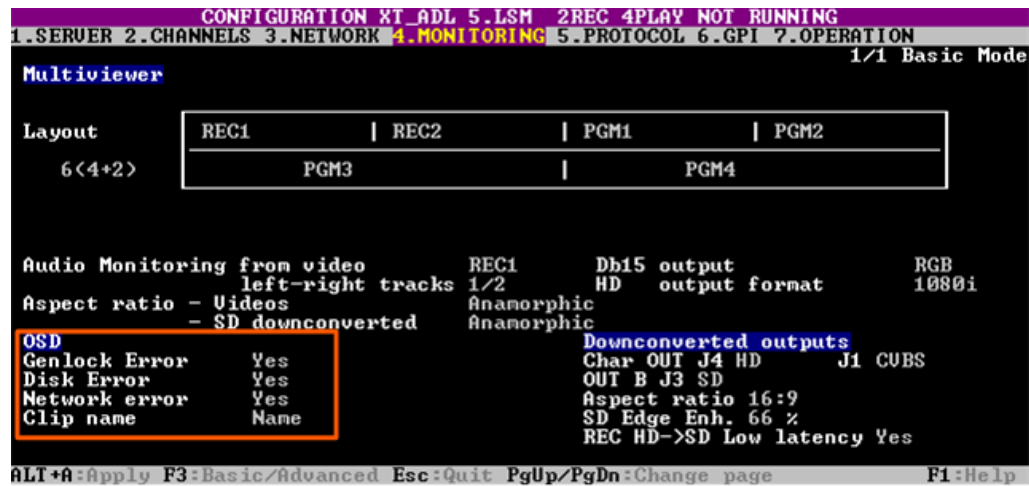 CONFIGURATION XT_ADL 5.LSM 2REC 4PLAY NOT RUNNING
1.SERVER 2.CHANNELS 3.NETWORK 4.MONITORING 5.PROTOCOL 6.GPI 7.OPERATION
1/1 Basic Mode
Multiviewer
Layout REC1 | REC2 | PGM1 | PGM2
6(4+2) PGM3 | PGM4
Audio Monitoring from video REC1 Db15 output RGB
left-right tracks 1/2 HD output format 1080i
Aspect ratio - Videos Anamorphic
- SD downconverted Anamorphic
OSD Downconverted outputs
Genlock Error Yes Char OUT J4 HD J1 CVBS
Disk Error Yes OUT B J3 SD
Network error Yes Aspect ratio 16:9
Clip name Name SD Edge Enh. 66 %
REC HD->SD Low latency Yes
ALT+A:Apply F3:Basic/Advanced Esc:Quit PgUp/PgDn:Change page F1:Help